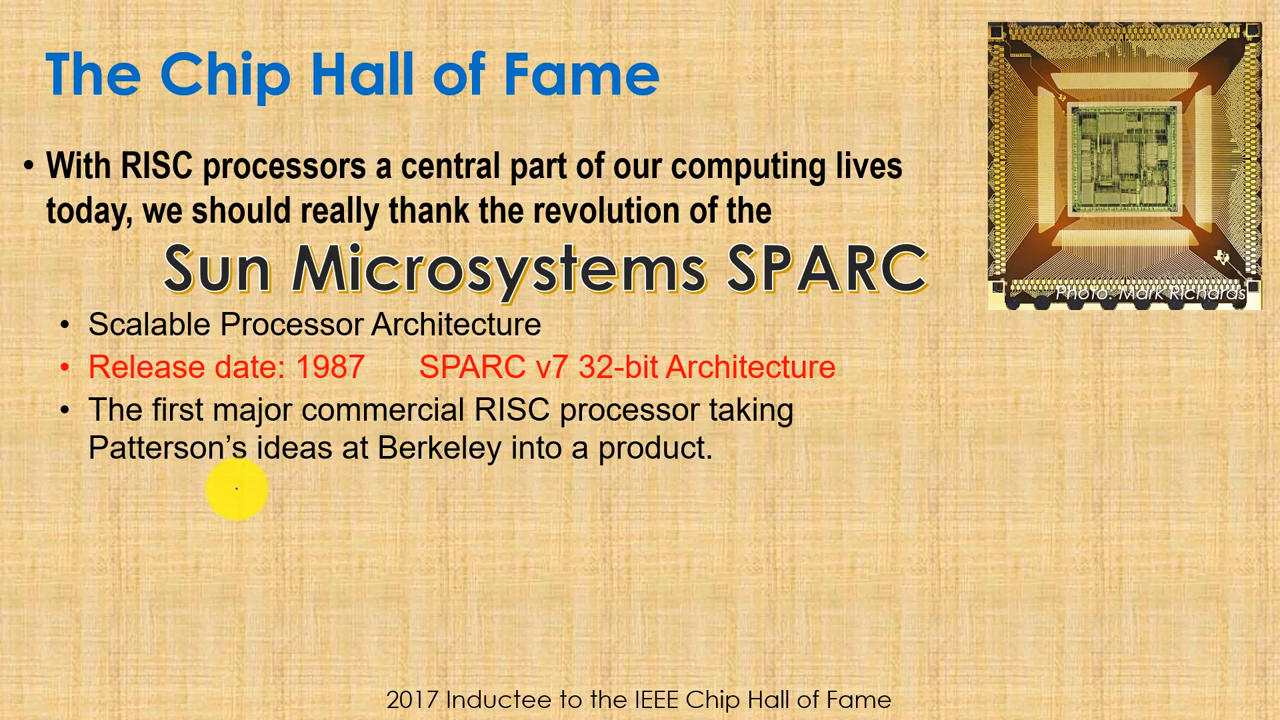 The Chip Hall of Fame
• With RISC processors a central part of our computing lives
today, we should really thank the revolution of the
Sun Microsystems SPARC
Photo: Mark Richards
• Scalable Processor Architecture
• Release date: 1987 SPARC v7 32-bit Architecture
• The first major commercial RISC processor taking
Patterson’s ideas at Berkeley into a product.
2017 Inductee to the IEEE Chip Hall of Fame